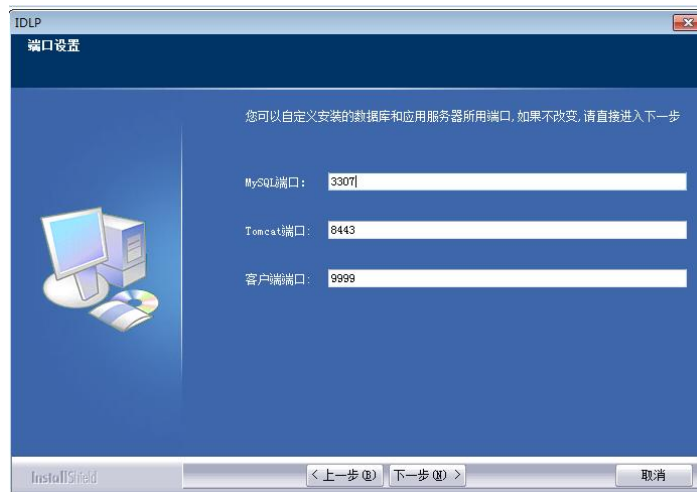 IDLP
端口设置
您可以自定义安装的数据库和应用服务器所用端口,如果不改变,请直接进入下一步
MySQL端口: 3307
Tomcat端口: 8443
客户端端口: 9999
InstallShield
<上一步(B) 下一步(N)> 取消